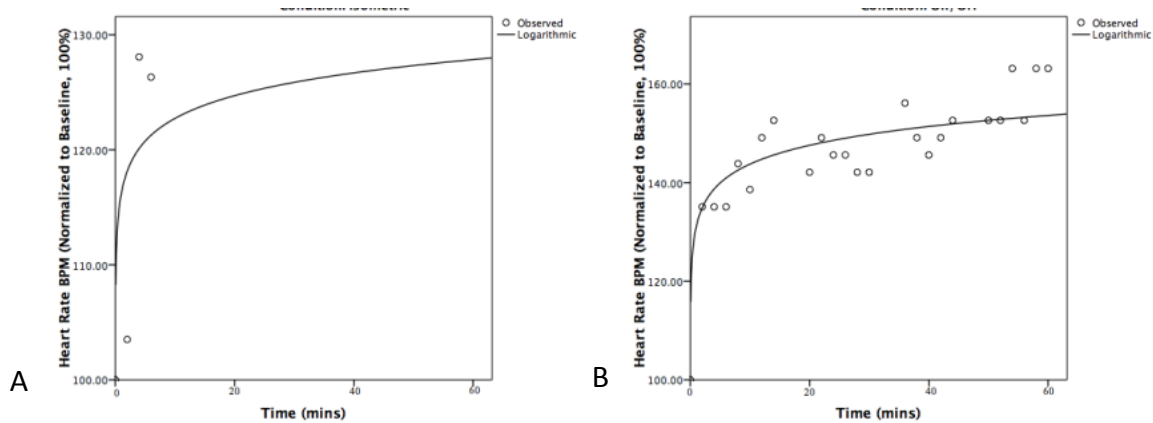 Condition: Isometric
Observed
Logarithmic
Heart Rate BPM (Normalized to Baseline, 100%)
130.00
120.00
110.00
100.00
0
20
40
60
Time (mins)
A
Observed
Logarithmic
Heart Rate BPM (Normalized to Baseline, 100%)
160.00
140.00
120.00
100.00
0
20
40
60
Time (mins)
B